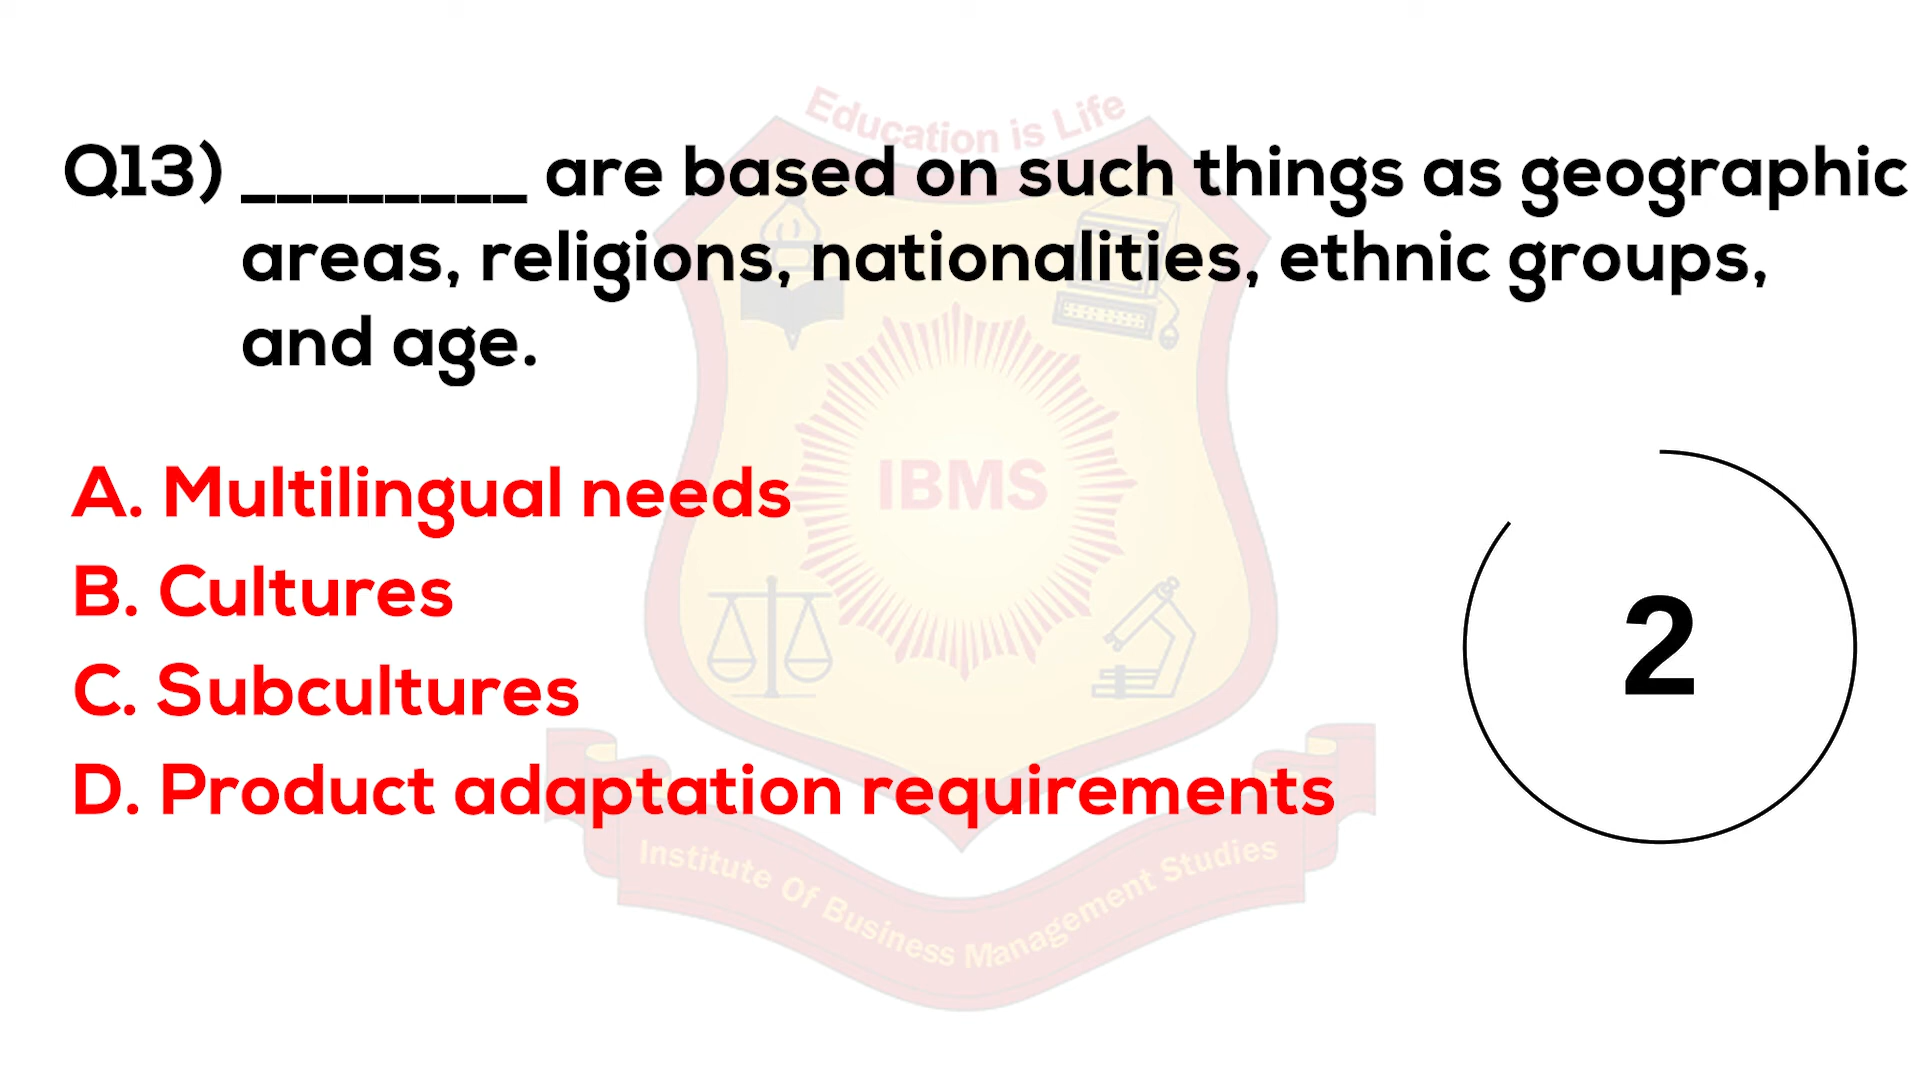 Education is Life
Q13) ________ are based on such things as geographic
areas, religions, nationalities, ethnic groups,
and age.
IBMS
A. Multilingual needs
B. Cultures
C. Subcultures
D. Product adaptation requirements
2
Institute Of Business Management Studies